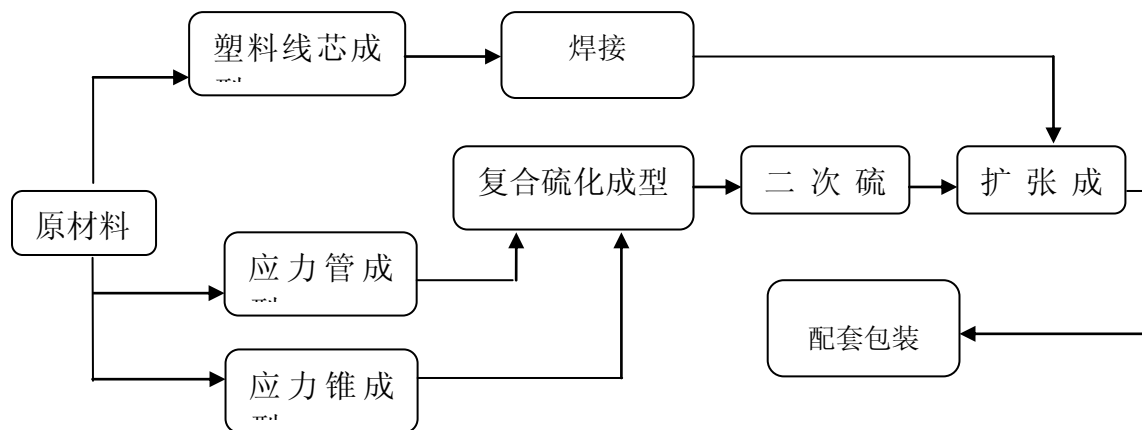 塑料线芯成
焊接
复合硫化成型
二次硫
扩张成
原材料
应力管成
配套包装
应力锥成